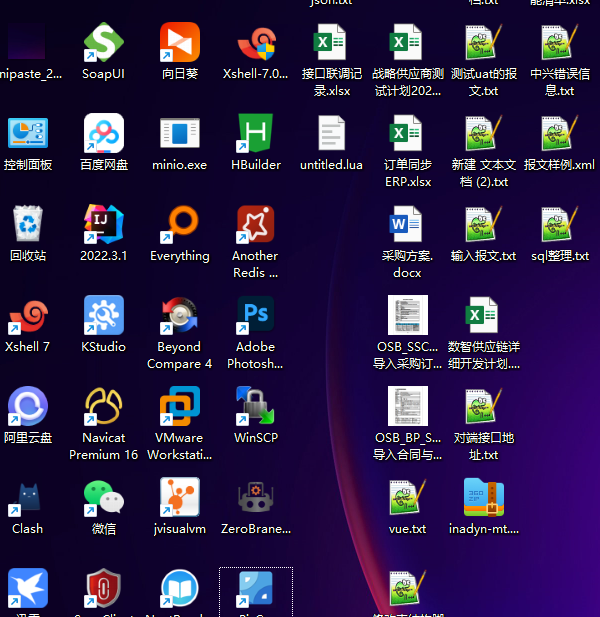 json.txt
档.txt
能清单.xlsx
nipaste_2...
SoapUI
向日葵
Xshell-7.0...
接口联调记
录.xlsx
战略供应商测
试计划202...
测试uat的报
文.txt
中兴错误信
息.txt
控制面板
百度网盘
minio.exe
HBuilder
untitled.lua
订单同步
ERP.xlsx
新建 文本文
档 (2).txt
报文样例.xml
回收站
2022.3.1
Everything
Another
Redis ...
采购方案.
docx
输入报文.txt
sql整理.txt
Xshell 7
KStudio
Beyond
Compare 4
Adobe
Photosh...
OSB_SSC...
导入采购订...
数智供应链详
细开发计划....
阿里云盘
Navicat
Premium 16
VMware
Workstati...
WinSCP
OSB_BP_S...
导入合同与...
对端接口地
址.txt
Clash
微信
jvisualvm
ZeroBrane...
vue.txt
inadyn-mt....